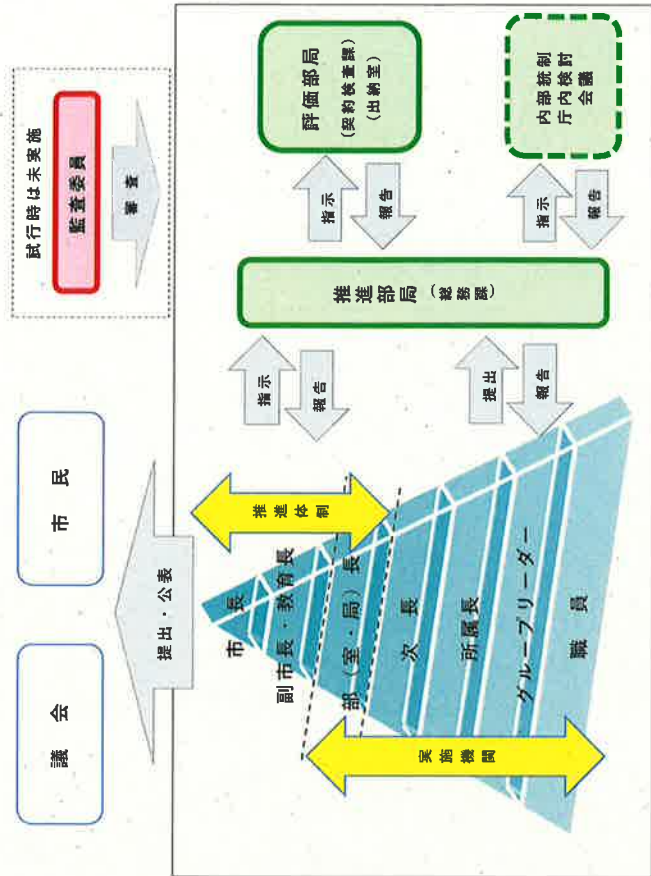 議会
市民
試行時は未実施
監査委員
審査
提出・公表
市長
副市長・教育長
部(室・局)長
次長
所属長
グループリーダー
職員
推進体制
実施機関
指示
報告
提出
報告
推進部局(総務課)
指示
報告
指示
報告
評価部局
(契約検査課)
(出納室)
内部統制
庁内検討
会議